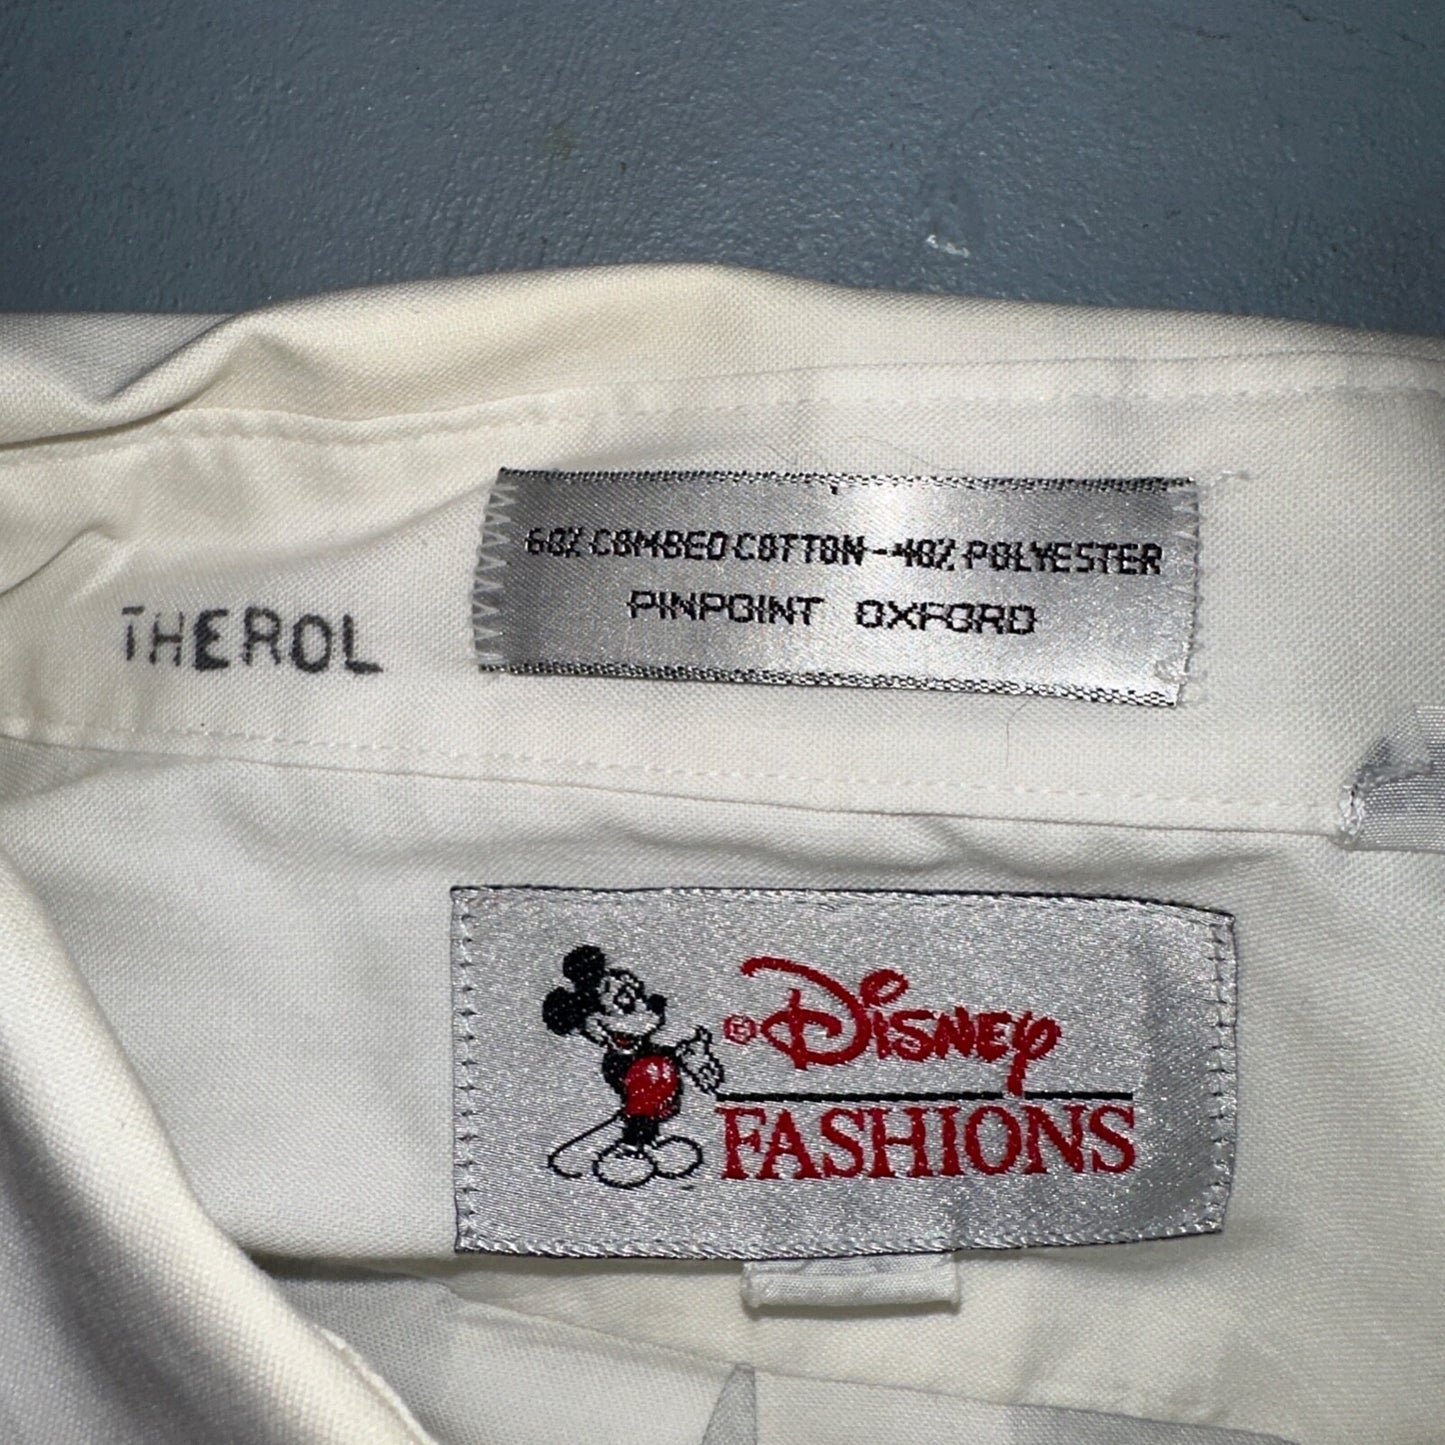 THEROL
60% COMBED COTTON-40% POLYESTER
PINPOINT OXFORD
© Disney
FASHIONS